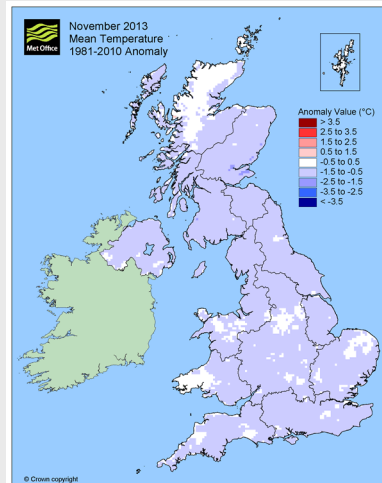 Met Office
November 2013
Mean Temperature
1981-2010 Anomaly
Anomaly Value (°C)
> 3.5
2.5 to 3.5
1.5 to 2.5
0.5 to 1.5
-0.5 to 0.5
-1.5 to -0.5
-2.5 to -1.5
-3.5 to -2.5
< -3.5
© Crown copyright